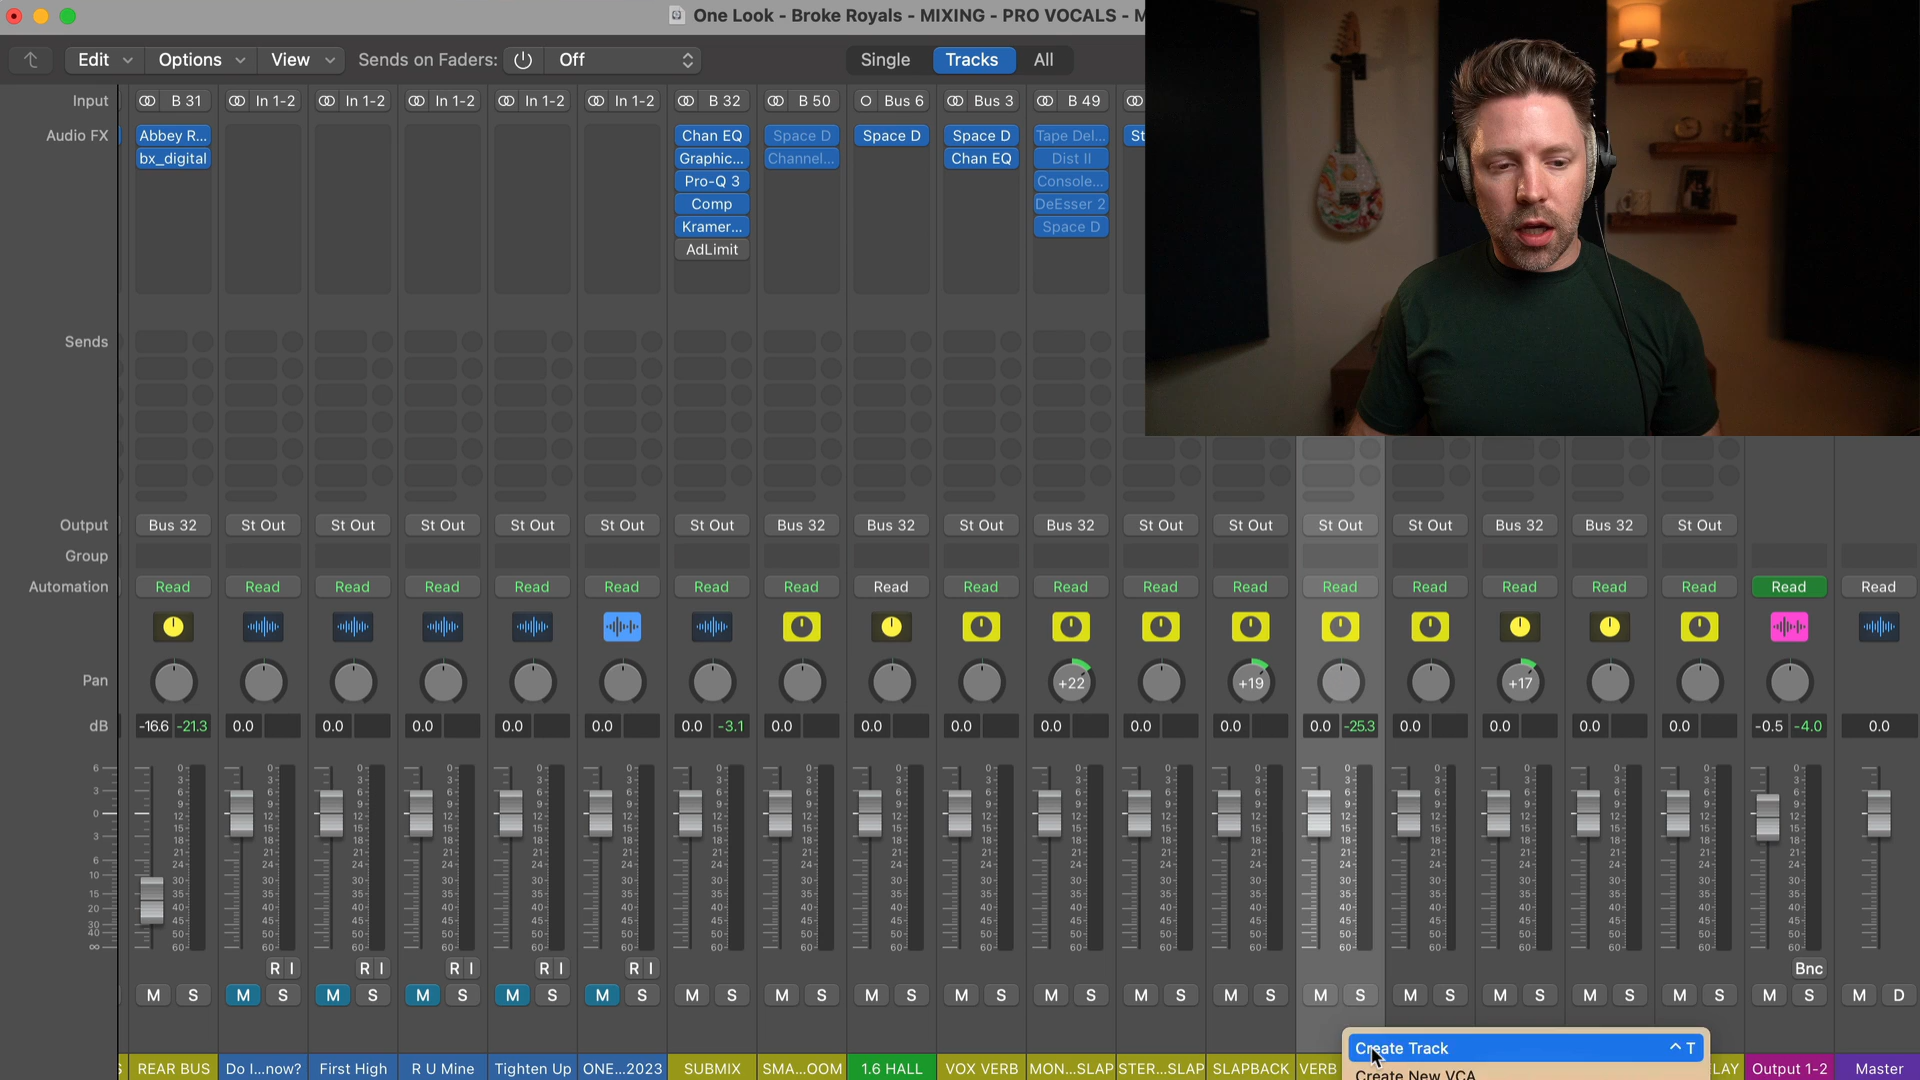 One Look - Broke Royals - MIXING - PRO VOCALS - M
Edit Options View Sends on Faders: Off Single Tracks All
Input B 31 In 1-2 In 1-2 In 1-2 In 1-2 In 1-2 B 32 B 50 Bus 6 Bus 3 B 49
Audio FX Abbey R... Chan EQ Space D Space D Space D Tape Del... St
bx_digital Graphic... Channel... Chan EQ Dist II
Pro-Q 3 Console...
Comp DeEsser 2
Kramer... Space D
AdLimit
Sends
Output Bus 32 St Out St Out St Out St Out St Out St Out Bus 32 Bus 32 St Out Bus 32 St Out St Out St Out St Out Bus 32 Bus 32 St Out
Group
Automation Read Read Read Read Read Read Read Read Read Read Read Read Read Read Read Read Read Read Read Read
Pan +22 +19 +17
dB -16.6 -21.3 0.0 0.0 0.0 0.0 0.0 0.0 -3.1 0.0 0.0 0.0 0.0 0.0 0.0 0.0 -25.3 0.0 0.0 0.0 0.0 -0.5 -4.0 0.0
R I R I R I R I R I Bnc
M S M S M S M S M S M S M S M S M S M S M S M S M S M S M S M S M S M S M S M D
Create Track ^ T
Create New VCA
REAR BUS Do I...now? First High R U Mine Tighten Up ONE...2023 SUBMIX SMA...OOM 1.6 HALL VOX VERB MON...SLAP STER...SLAP SLAPBACK VERB LAY Output 1-2 Master